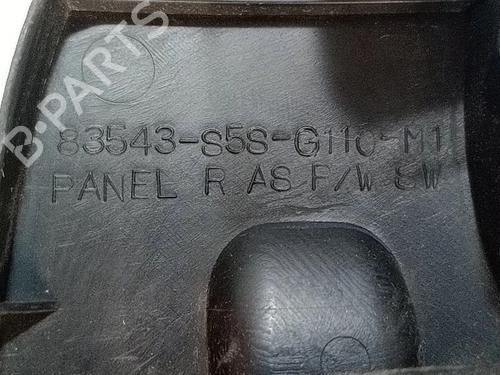 B-PARTS
83543-S5S-G110-M1
PANEL R AS P/W SW